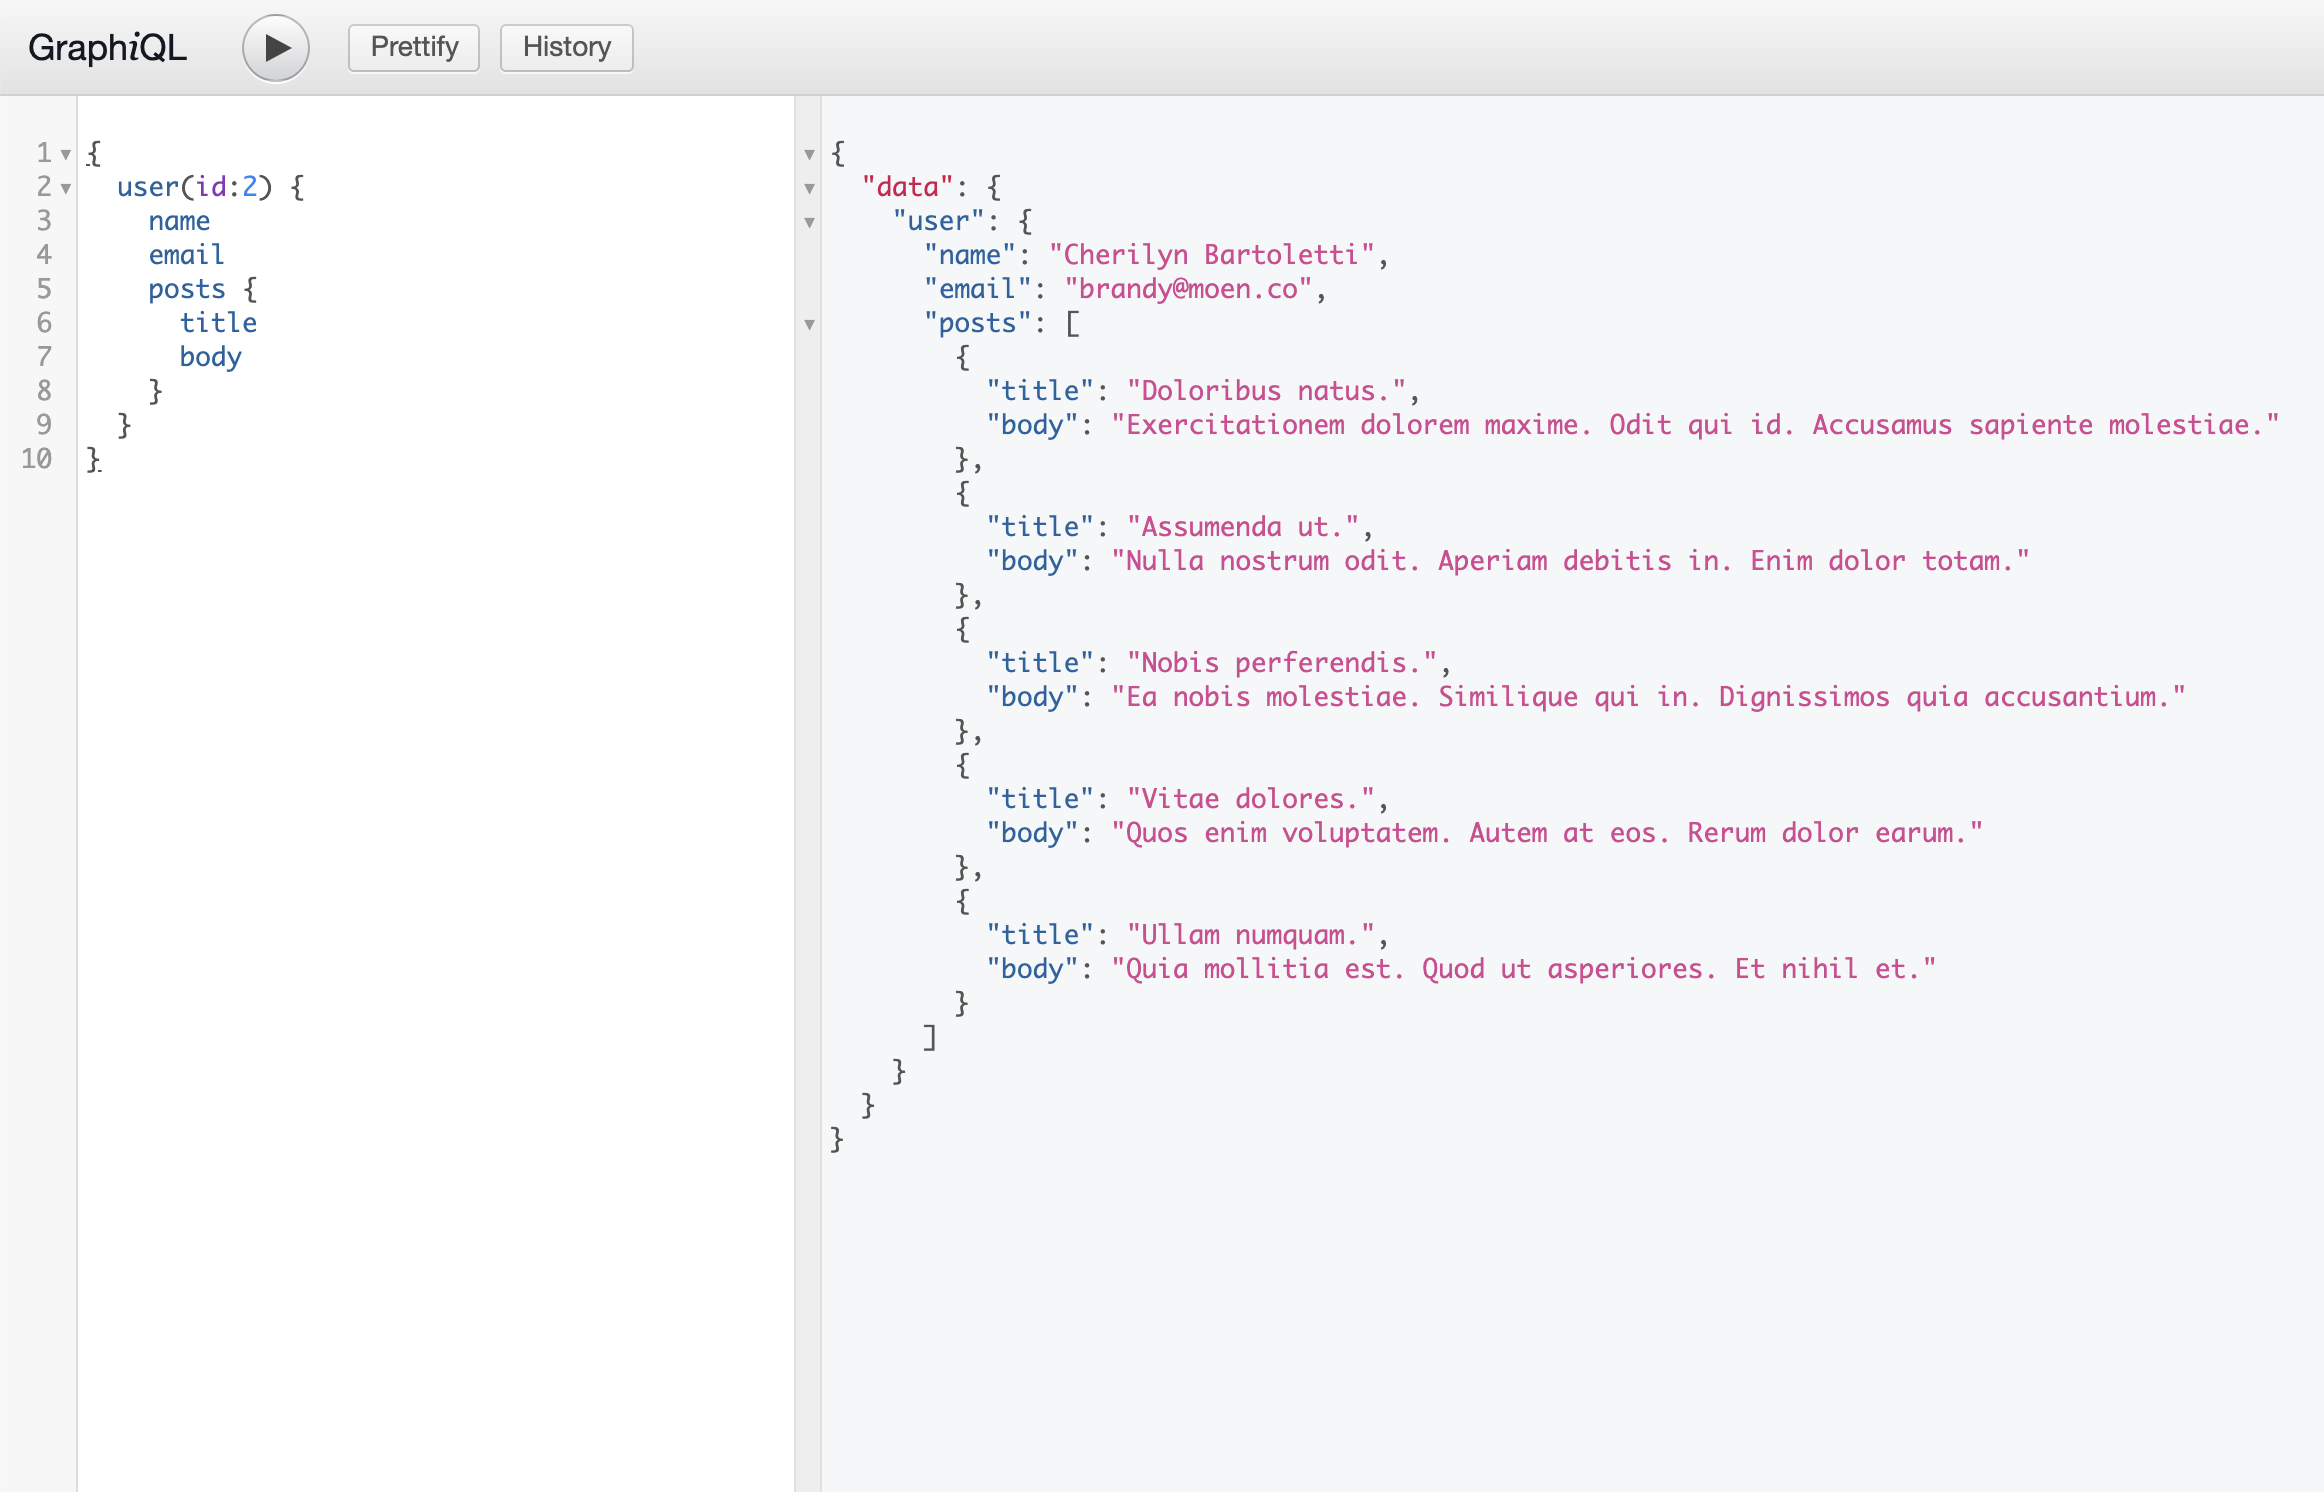 GraphiQL
Prettify
History
1 {
2   user(id:2) {
3     name
4     email
5     posts {
6       title
7       body
8     }
9   }
10 }
{
  "data": {
    "user": {
      "name": "Cherilyn Bartoletti",
      "email": "brandy@moen.co",
      "posts": [
        {
          "title": "Doloribus natus.",
          "body": "Exercitationem dolorem maxime. Odit qui id. Accusamus sapiente molestiae."
        },
        {
          "title": "Assumenda ut.",
          "body": "Nulla nostrum odit. Aperiam debitis in. Enim dolor totam."
        },
        {
          "title": "Nobis perferendis.",
          "body": "Ea nobis molestiae. Similique qui in. Dignissimos quia accusantium."
        },
        {
          "title": "Vitae dolores.",
          "body": "Quos enim voluptatem. Autem at eos. Rerum dolor earum."
        },
        {
          "title": "Ullam numquam.",
          "body": "Quia mollitia est. Quod ut asperiores. Et nihil et."
        }
      ]
    }
  }
}